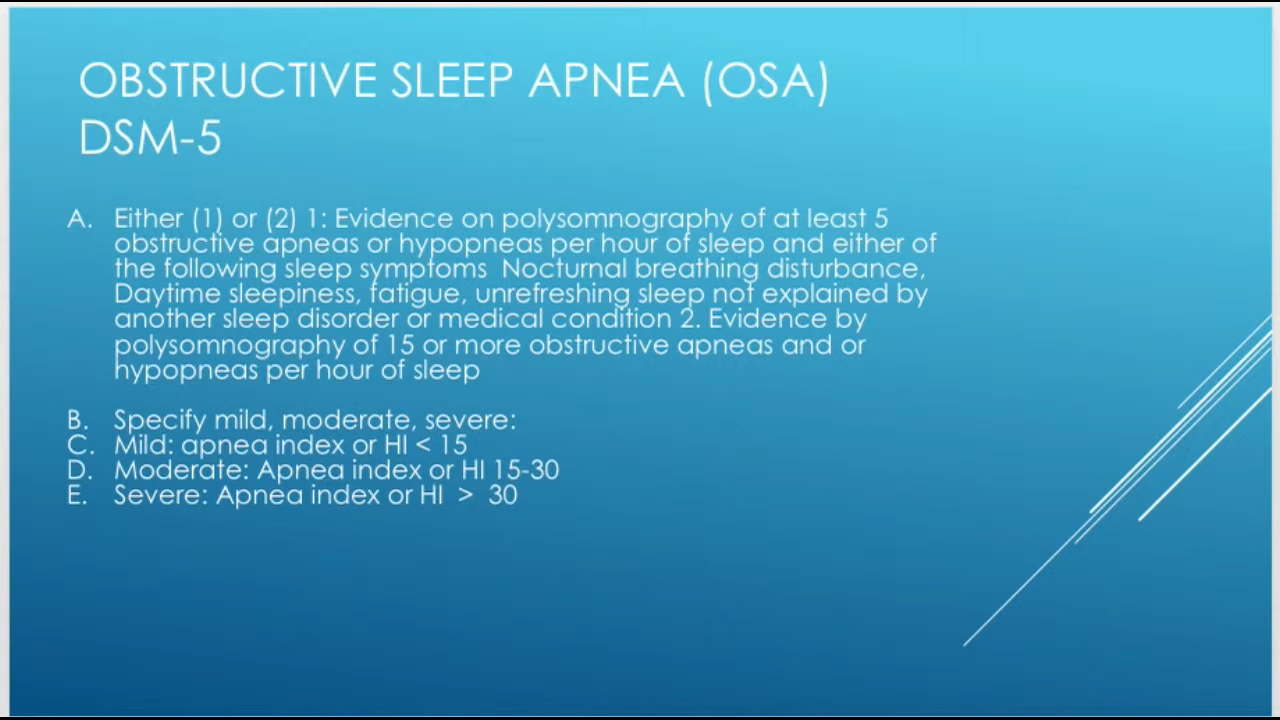 OBSTRUCTIVE SLEEP APNEA (OSA)
DSM-5
A. Either (1) or (2) 1: Evidence on polysomnography of at least 5
obstructive apneas or hypopneas per hour of sleep and either of
the following sleep symptoms Nocturnal breathing disturbance,
Daytime sleepiness, fatigue, unrefreshing sleep not explained by
another sleep disorder or medical condition 2. Evidence by
polysomnography of 15 or more obstructive apneas and or
hypopneas per hour of sleep
B. Specify mild, moderate, severe:
C. Mild: apnea index or HI < 15
D. Moderate: Apnea index or HI 15-30
E. Severe: Apnea index or HI > 30